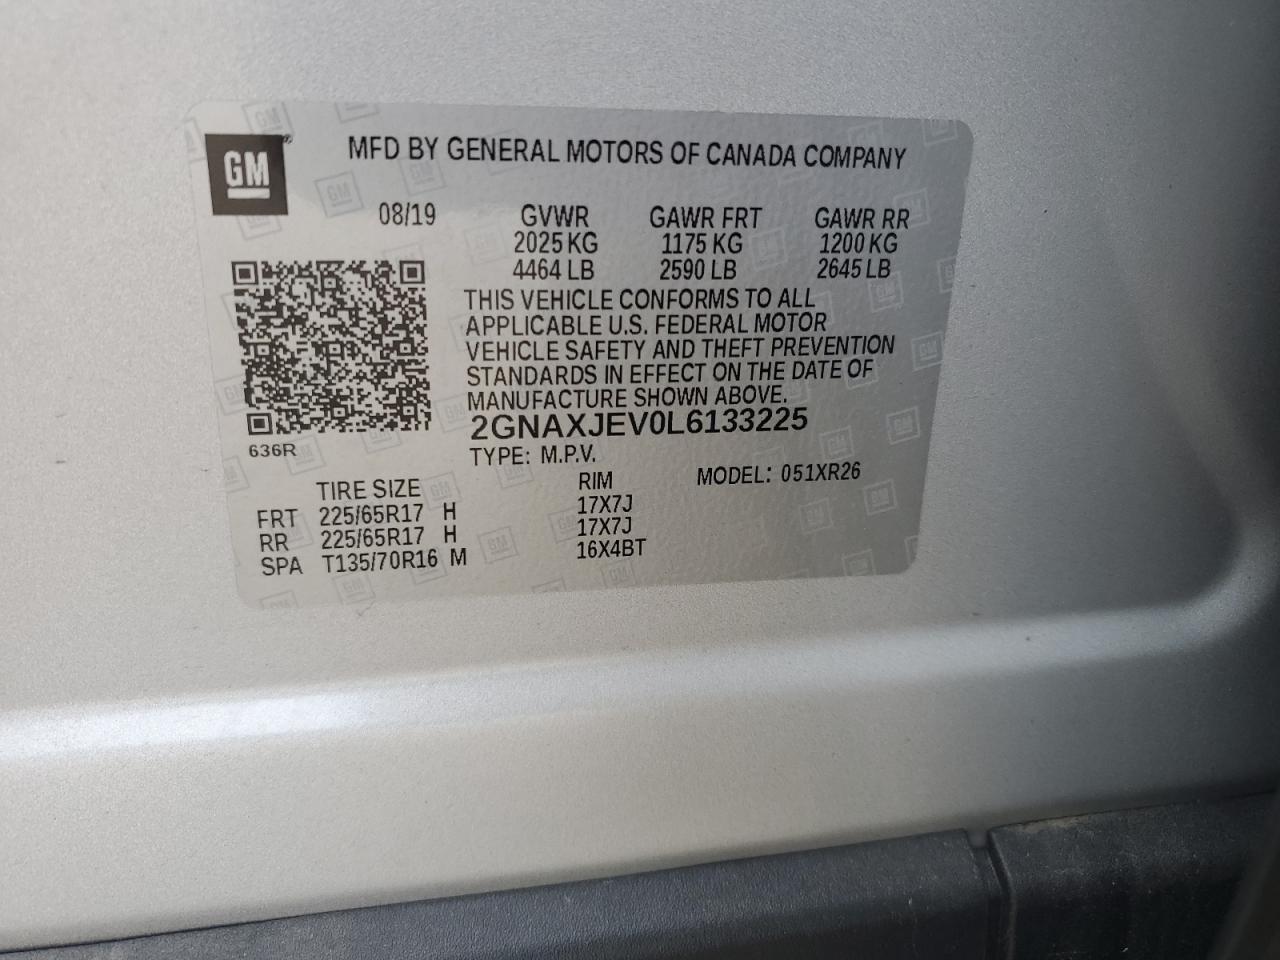 GM
MFD BY GENERAL MOTORS OF CANADA COMPANY
08/19 GVWR GAWR FRT GAWR RR
2025 KG 1175 KG 1200 KG
4464 LB 2590 LB 2645 LB
THIS VEHICLE CONFORMS TO ALL
APPLICABLE U.S. FEDERAL MOTOR
VEHICLE SAFETY AND THEFT PREVENTION
STANDARDS IN EFFECT ON THE DATE OF
MANUFACTURE SHOWN ABOVE.
2GNAXJEV0L6133225
636R
TYPE: M.P.V. MODEL: 051XR26
TIRE SIZE RIM
FRT 225/65R17 H 17X7J
RR 225/65R17 H 17X7J
SPA T135/70R16 M 16X4BT